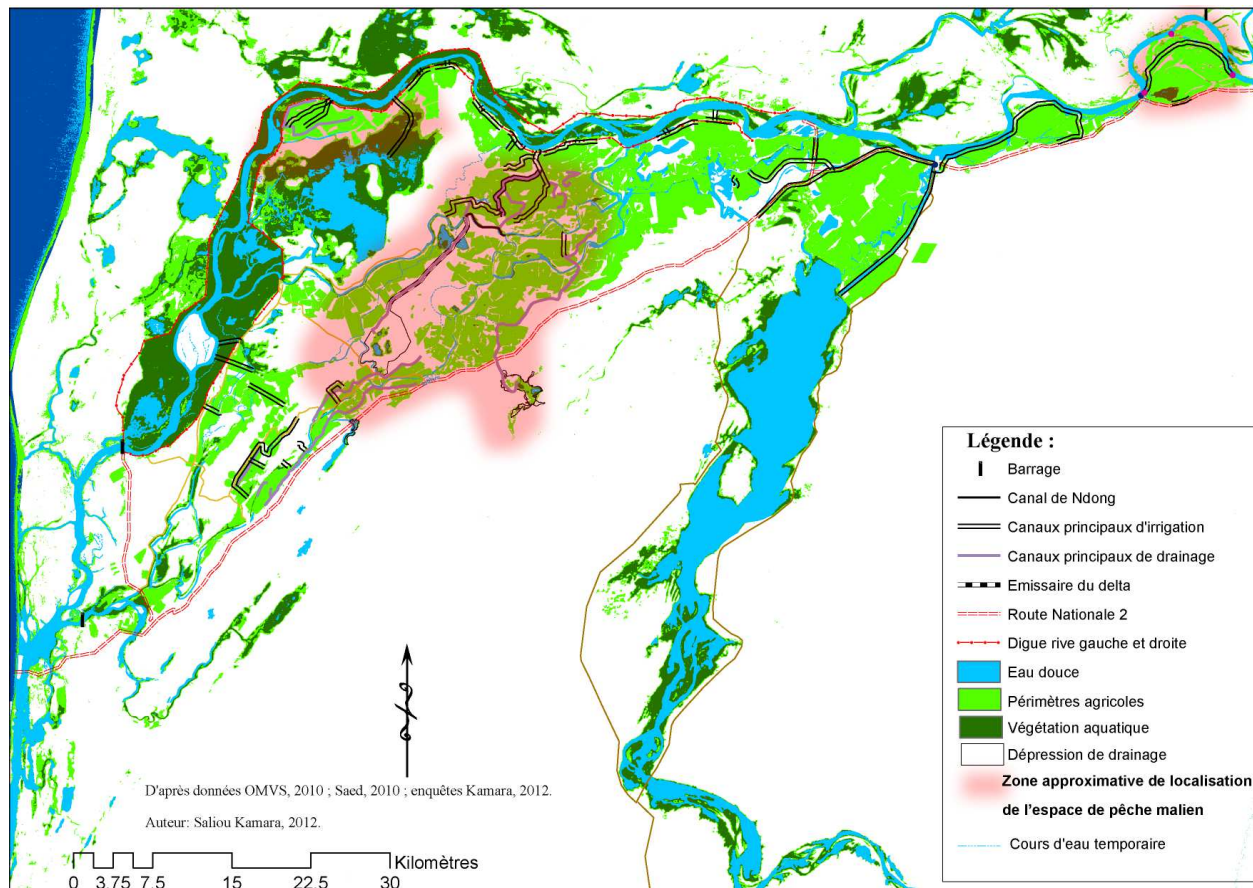 Légende :
Barrage
Canal de Ndong
Canaux principaux d'irrigation
Canaux principaux de drainage
Emissaire du delta
Route Nationale 2
Digue rive gauche et droite
Eau douce
Périmètres agricoles
Végétation aquatique
Dépression de drainage
Zone approximative de localisation
de l'espace de pêche malien
Cours d'eau temporaire
D'après données OMVS, 2010 ; Saed, 2010 ; enquêtes Kamara, 2012.
Auteur: Saliou Kamara, 2012.
Kilomètres
0 3.75 7.5 15 22.5 30